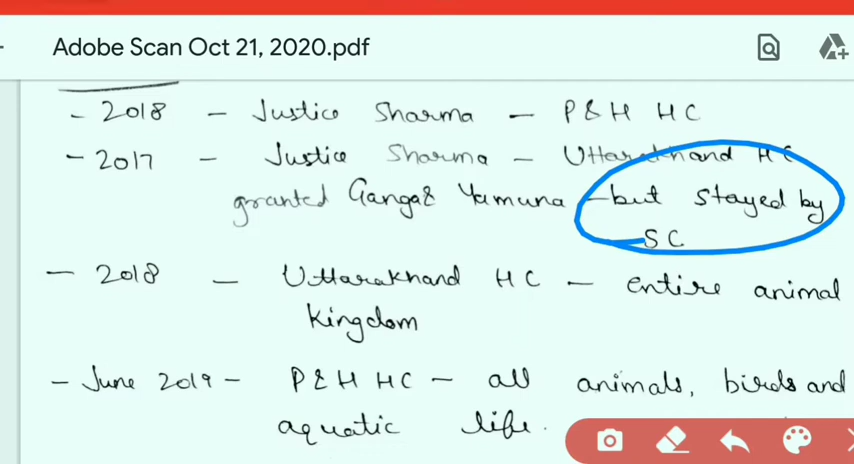 Adobe Scan Oct 21, 2020.pdf
- 2018 - Justice Sharma - P&H HC
- 2017 - Justice Sharma - Uttarakhand HC
granted Ganga& Yamuna - but stayed by
SC
- 2018 - Uttarakhand HC - entire animal
Kingdom
- June 2019 - P&H HC - all animals, birds and
aquatic life.